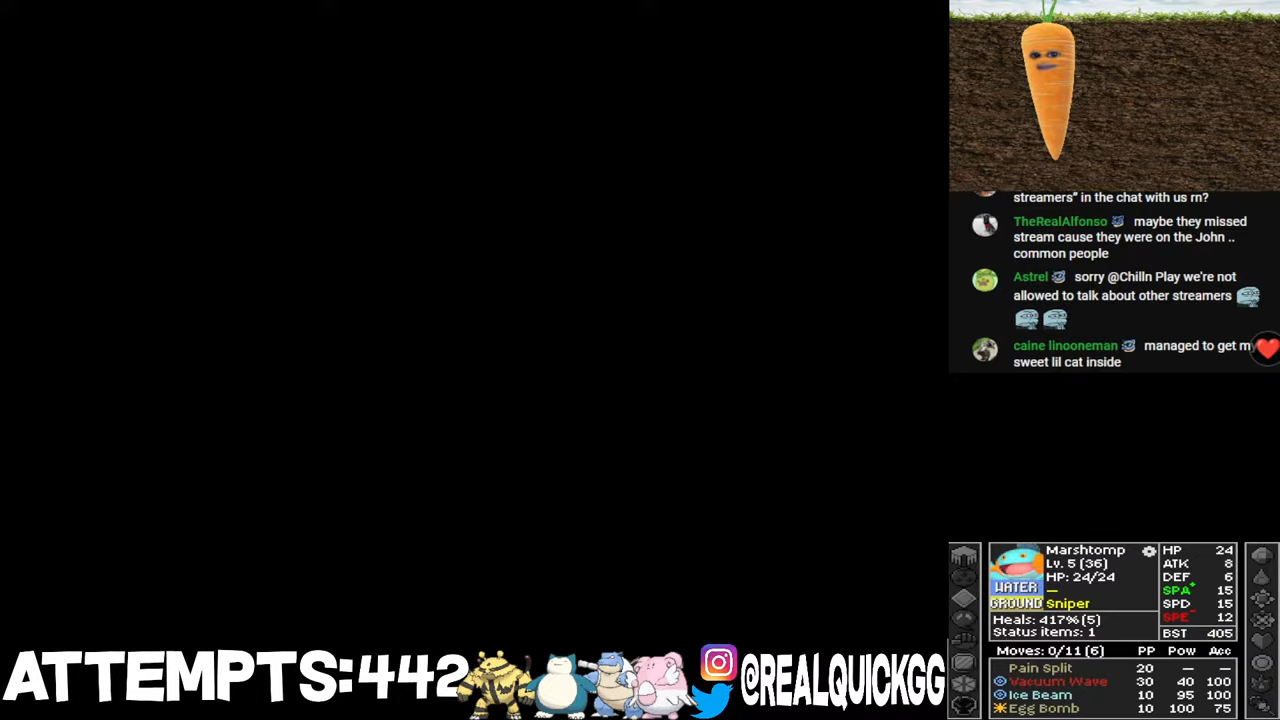 streamers” in the chat with us rn?
TheRealAlfonso maybe they missed
stream cause they were on the John ..
common people
Astrel sorry @Chilln Play we're not
allowed to talk about other streamers
caine linooneman managed to get my
sweet lil cat inside
Marshtomp
Lv. 5 (36)
HP: 24/24
—
WATER
GROUND Sniper
Heals: 417% (5)
Status items: 1
HP 24
ATK 8
DEF 6
SPA 15
SPD 15
SPE 12
BST 405
Moves: 0/11 (6) PP Pow Acc
Pain Split 20 — —
Vacuum Wave 30 40 100
Ice Beam 10 95 100
Egg Bomb 10 100 75
ATTEMPTS:442
@REALQUICKGG